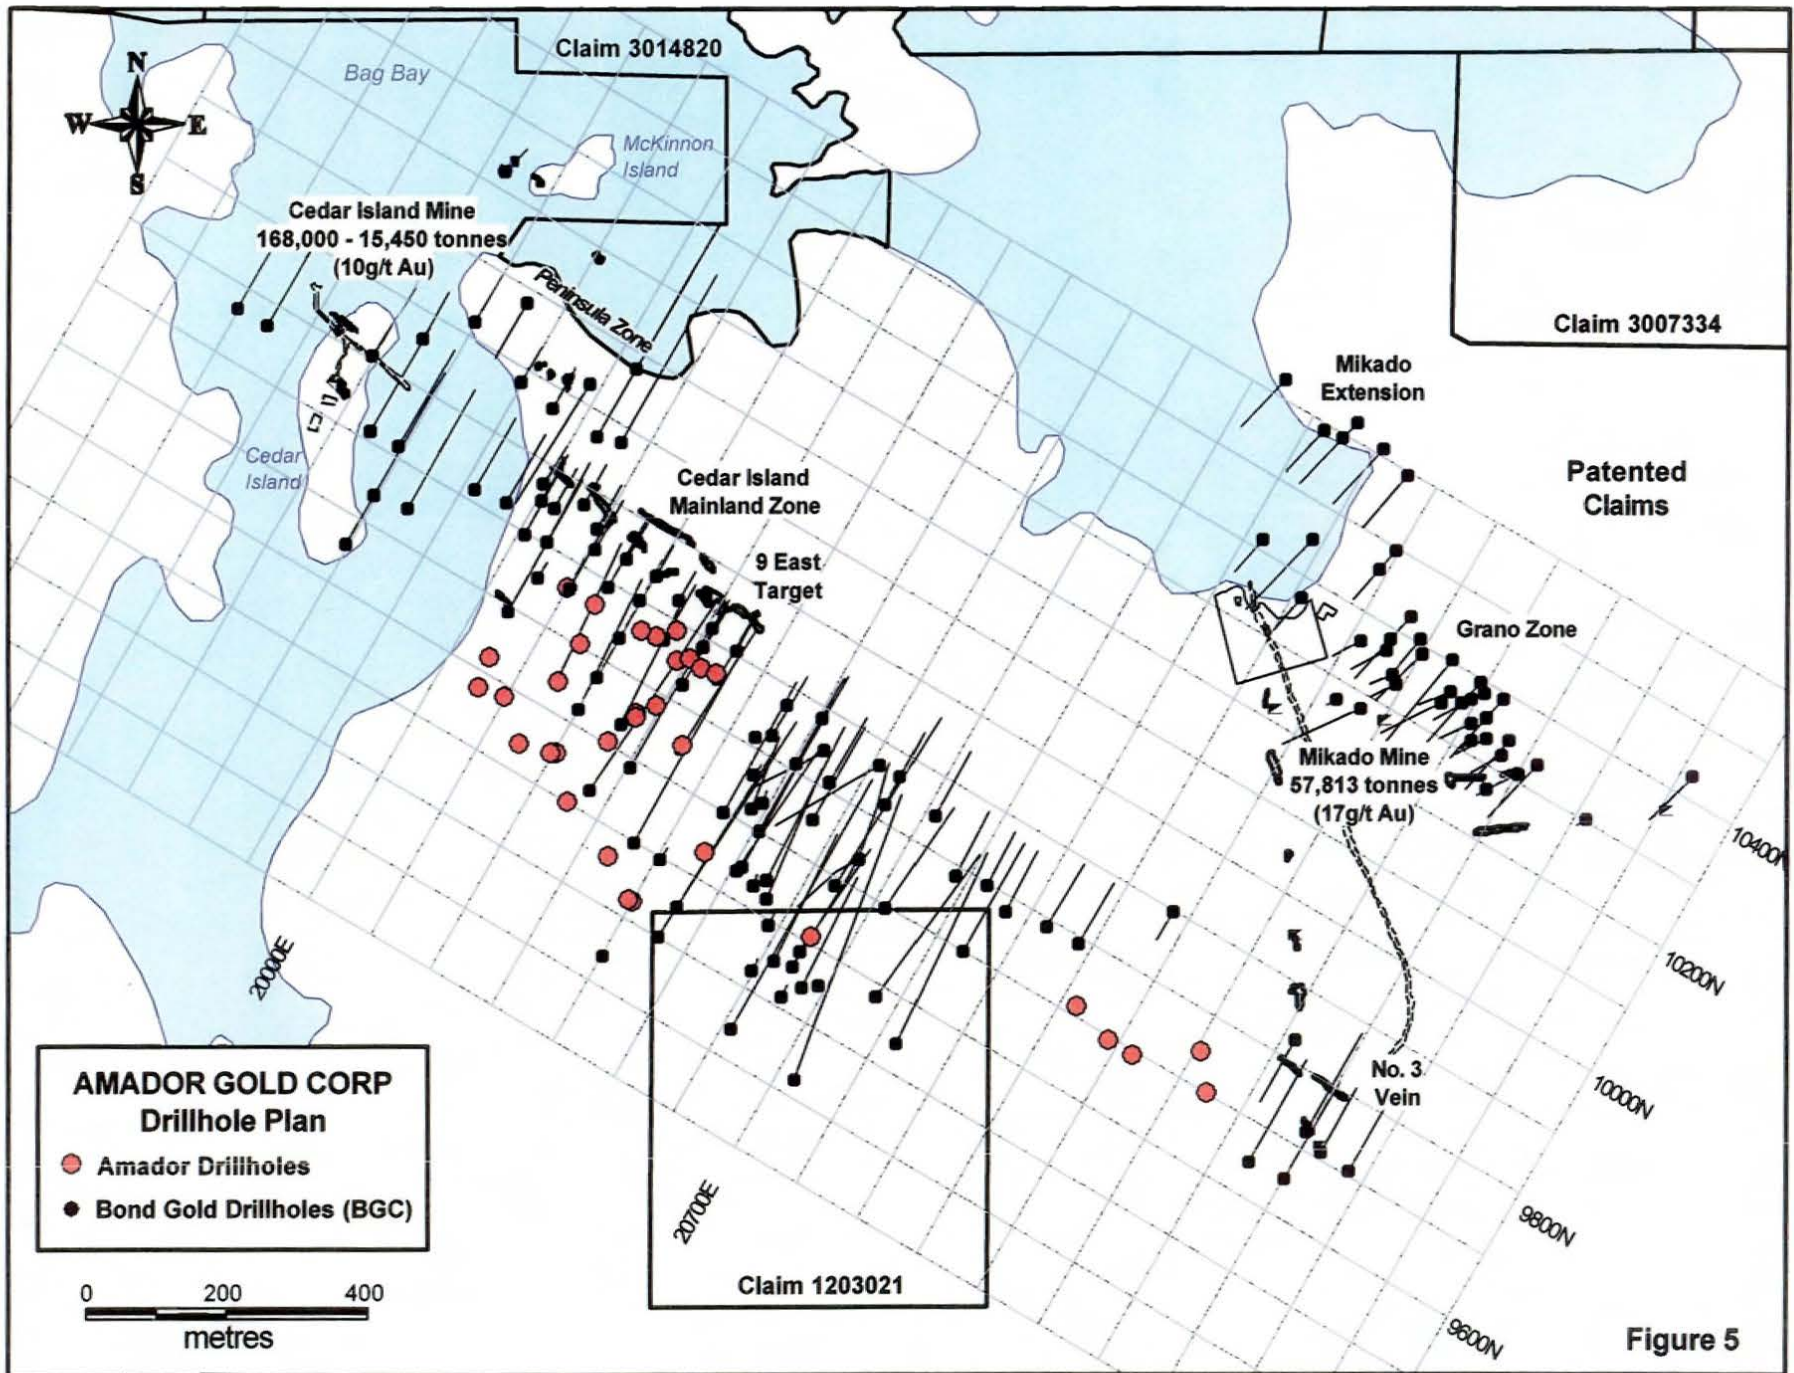 Claim 3014820
Bag Bay
N
W E
S
McKinnon
Island
Cedar Island Mine
168,000 - 15,450 tonnes
(10g/t Au)
Peninsula Zone
Claim 3007334
Mikado
Extension
Cedar
Island
Cedar Island
Mainland Zone
Patented
Claims
9 East
Target
Grano Zone
Mikado Mine
57,813 tonnes
(17g/t Au)
10400N
20000E
10200N
AMADOR GOLD CORP
Drillhole Plan
Amador Drillholes
Bond Gold Drillholes (BGC)
No. 3
Vein
10000N
20700E
9800N
Claim 1203021
0 200 400
metres
9600N
Figure 5